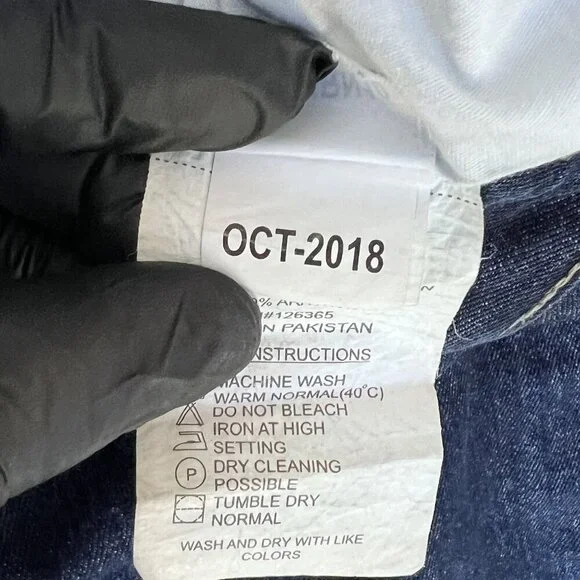 OCT-2018
#126365
PAKISTAN
INSTRUCTIONS
MACHINE WASH
WARM NORMAL(40°C)
DO NOT BLEACH
IRON AT HIGH
SETTING
P
DRY CLEANING
POSSIBLE
TUMBLE DRY
NORMAL
WASH AND DRY WITH LIKE
COLORS